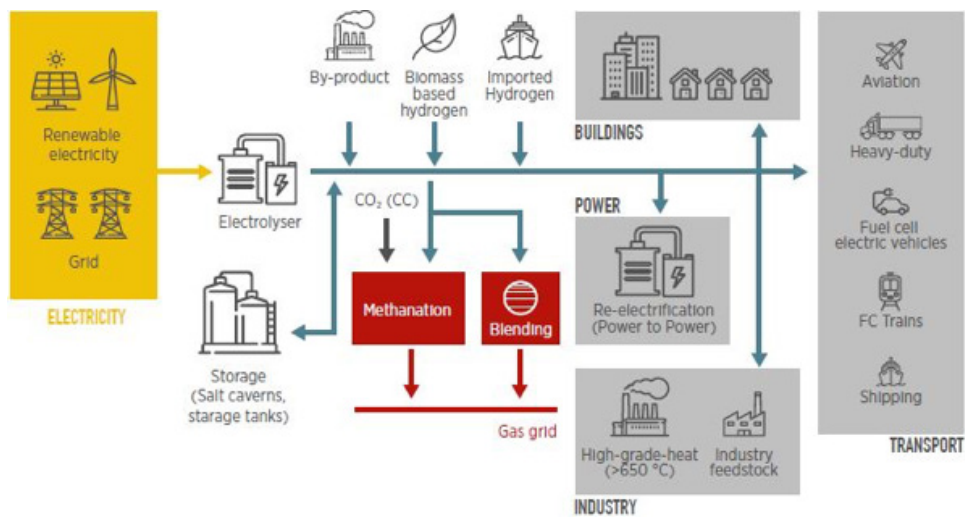 Renewable
electricity
Grid
ELECTRICITY
Electrolyser
Storage
(Salt caverns,
starage tanks)
By-product
Biomass
based
hydrogen
Imported
Hydrogen
CO₂ (CC)
Methanation
Blending
Gas grid
BUILDINGS
POWER
Re-electrification
(Power to Power)
High-grade-heat
(>650 °C)
Industry
feedstock
INDUSTRY
Aviation
Heavy-duty
Fuel cell
electric vehicles
FC Trains
Shipping
TRANSPORT